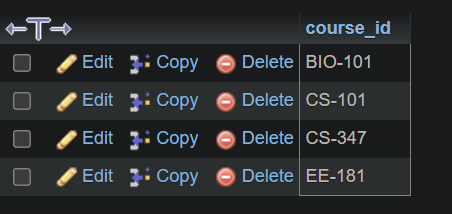 course_id
Edit Copy Delete BIO-101
Edit Copy Delete CS-101
Edit Copy Delete CS-347
Edit Copy Delete EE-181